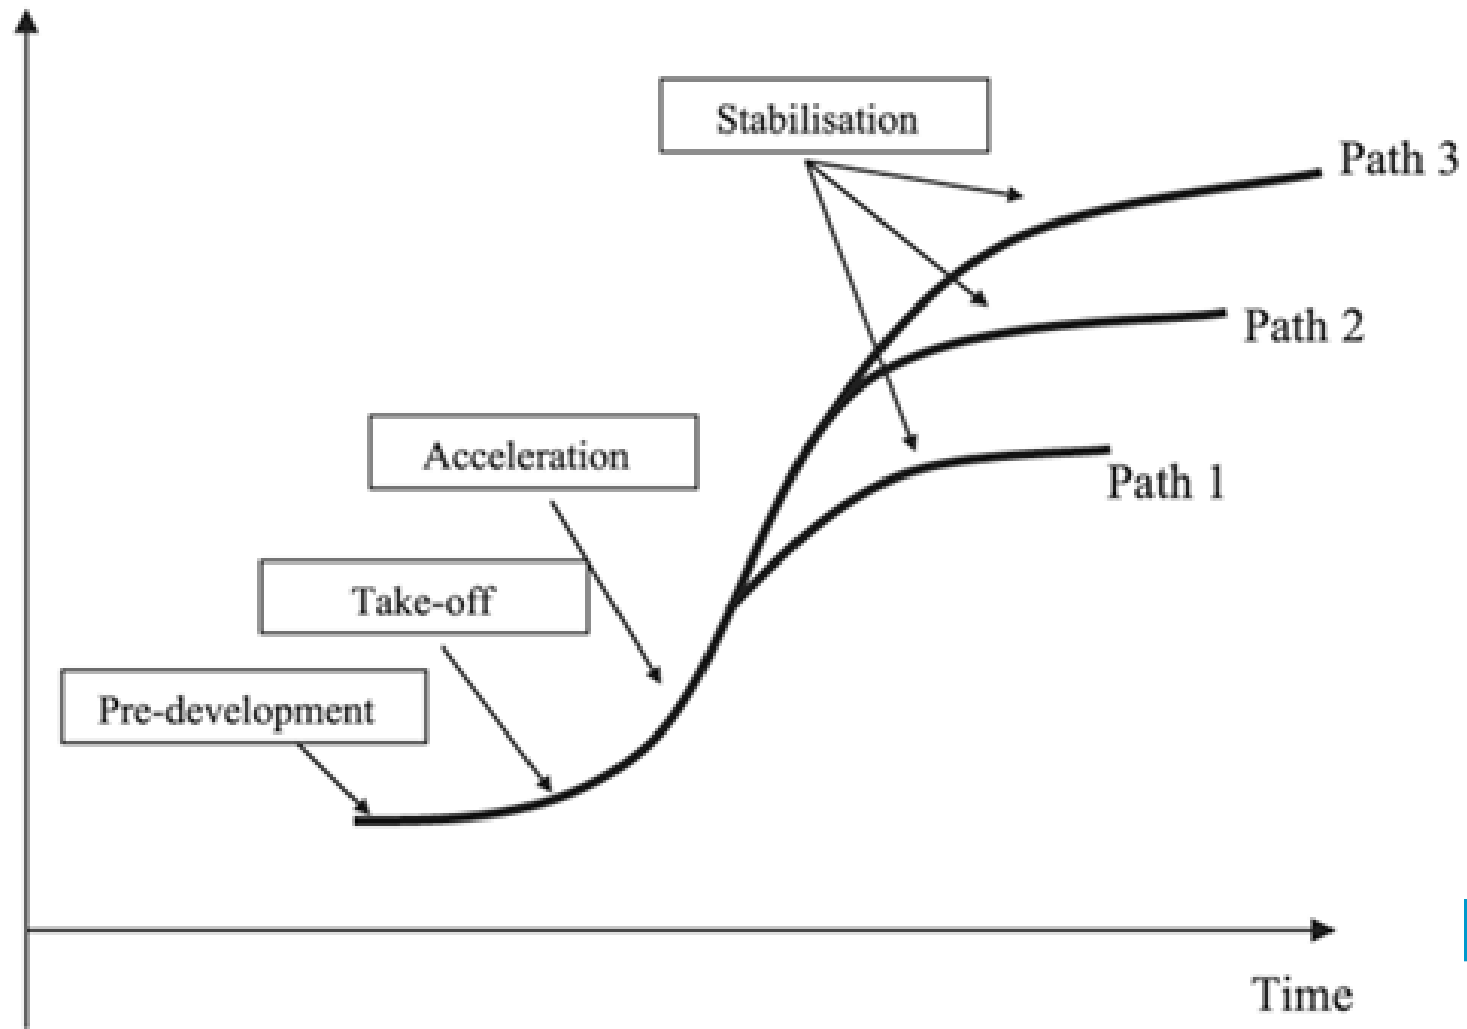 Stabilisation
Path 3
Path 2
Acceleration
Path 1
Take-off
Pre-development
Time